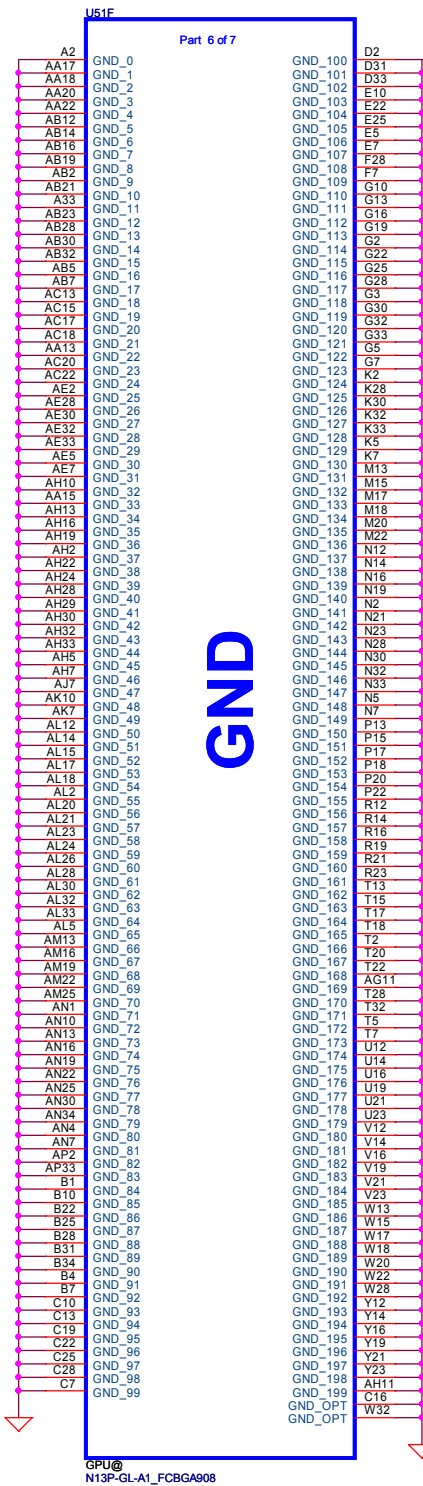 U51F
Part 6 of 7
A2 GND_0 GND_100 D2
AA17 GND_1 GND_101 D31
AA18 GND_2 GND_102 D33
AA20 GND_3 GND_103 E10
AA22 GND_4 GND_104 E22
AB12 GND_5 GND_105 E25
AB14 GND_6 GND_106 E5
AB16 GND_7 GND_107 E7
AB19 GND_8 GND_108 F28
AB2 GND_9 GND_109 F7
AB21 GND_10 GND_110 G10
A33 GND_11 GND_111 G13
AB23 GND_12 GND_112 G16
AB28 GND_13 GND_113 G19
AB30 GND_14 GND_114 G2
AB32 GND_15 GND_115 G22
AB5 GND_16 GND_116 G25
AB7 GND_17 GND_117 G28
AC13 GND_18 GND_118 G3
AC15 GND_19 GND_119 G30
AC17 GND_20 GND_120 G32
AC18 GND_21 GND_121 G33
AA13 GND_22 GND_122 G5
AC20 GND_23 GND_123 G7
AC22 GND_24 GND_124 K2
AE2 GND_25 GND_125 K28
AE28 GND_26 GND_126 K30
AE30 GND_27 GND_127 K32
AE32 GND_28 GND_128 K33
AE33 GND_29 GND_129 K5
AE5 GND_30 GND_130 K7
AE7 GND_31 GND_131 M13
AH10 GND_32 GND_132 M15
AA15 GND_33 GND_133 M17
AH13 GND_34 GND_134 M18
AH16 GND_35 GND_135 M20
AH19 GND_36 GND_136 M22
AH2 GND_37 GND_137 N12
AH22 GND_38 GND_138 N14
AH24 GND_39 GND_139 N16
AH28 GND_40 GND_140 N19
AH29 GND_41 GND_141 N2
AH30 GND_42 GND_142 N21
AH32 GND_43 GND_143 N23
AH33 GND_44 GND_144 N28
AH5 GND_45 GND_145 N30
AH7 GND_46 GND_146 N32
AJ7 GND_47 GND_147 N33
AK10 GND_48 GND_148 N5
AK7 GND_49 GND_149 N7
AL12 GND_50 GND_150 P13
AL14 GND_51 GND_151 P15
AL15 GND_52 GND_152 P17
AL17 GND_53 GND_153 P18
AL18 GND_54 GND_154 P20
AL2 GND_55 GND_155 P22
AL20 GND_56 GND_156 R12
AL21 GND_57 GND_157 R14
AL23 GND_58 GND_158 R16
AL24 GND_59 GND_159 R19
AL26 GND_60 GND_160 R21
AL28 GND_61 GND_161 R23
AL30 GND_62 GND_162 T13
AL32 GND_63 GND_163 T15
AL33 GND_64 GND_164 T17
AL5 GND_65 GND_165 T18
AM13 GND_66 GND_166 T2
AM16 GND_67 GND_167 T20
AM19 GND_68 GND_168 T22
AM22 GND_69 GND_169 AG11
AM25 GND_70 GND_170 T28
AN1 GND_71 GND_171 T32
AN10 GND_72 GND_172 T5
AN13 GND_73 GND_173 T7
AN16 GND_74 GND_174 U12
AN19 GND_75 GND_175 U14
AN22 GND_76 GND_176 U16
AN25 GND_77 GND_177 U19
AN30 GND_78 GND_178 U21
AN34 GND_79 GND_179 U23
AN4 GND_80 GND_180 V12
AN7 GND_81 GND_181 V14
AP2 GND_82 GND_182 V16
AP33 GND_83 GND_183 V19
B1 GND_84 GND_184 V21
B10 GND_85 GND_185 V23
B22 GND_86 GND_186 W13
B25 GND_87 GND_187 W15
B28 GND_88 GND_188 W17
B31 GND_89 GND_189 W18
B34 GND_90 GND_190 W20
B4 GND_91 GND_191 W22
B7 GND_92 GND_192 W28
C10 GND_93 GND_193 Y12
C13 GND_94 GND_194 Y14
C19 GND_95 GND_195 Y16
C22 GND_96 GND_196 Y19
C25 GND_97 GND_197 Y21
C28 GND_98 GND_198 Y23
C7 GND_99 GND_199 AH11
GND_OPT C16
GND_OPT W32
GND
GPU@
N13P-GL-A1_FCBGA908